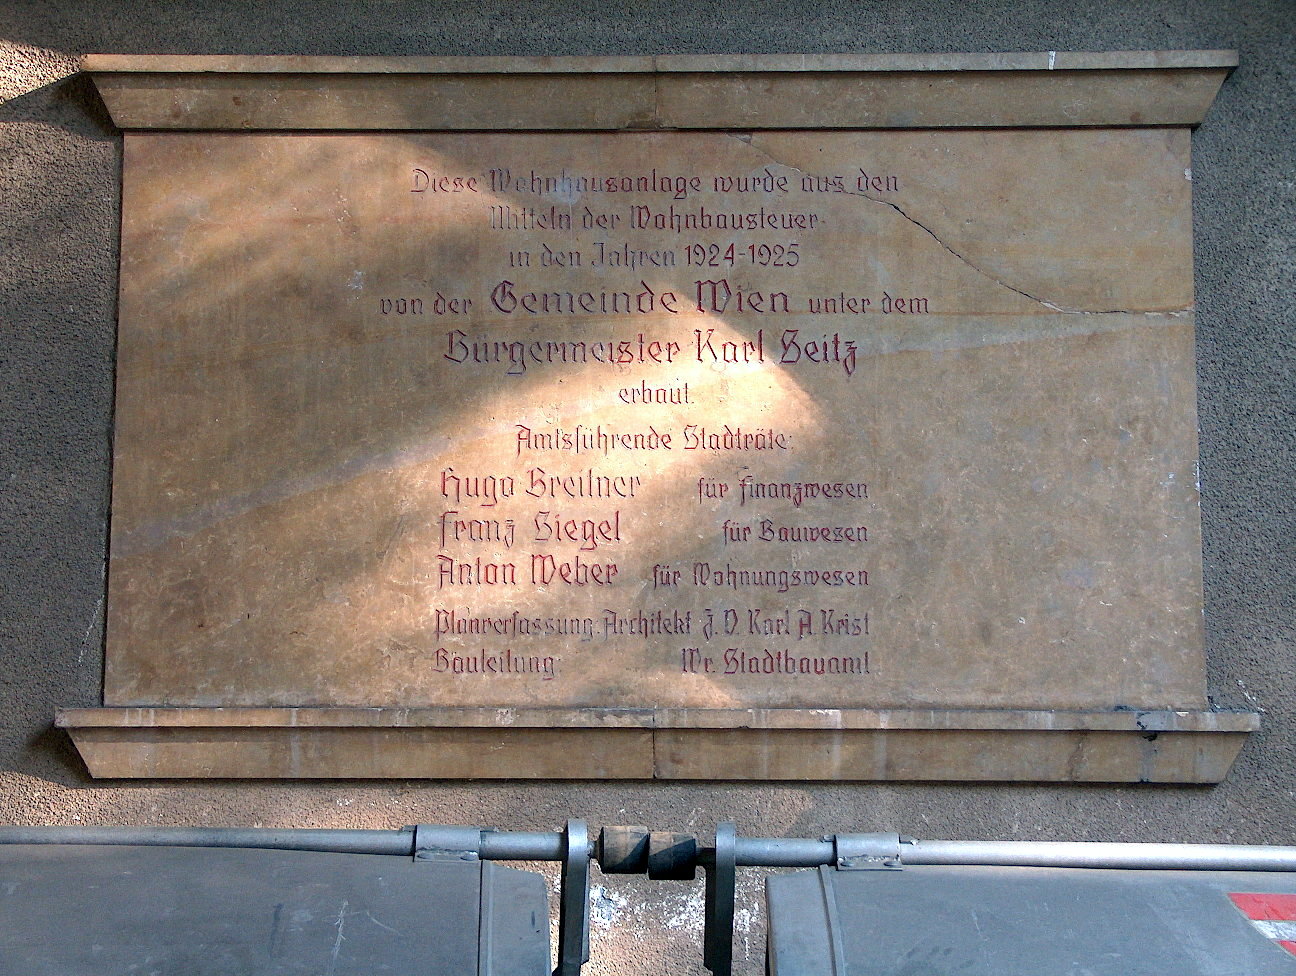 Diese Wohnhausanlage wurde aus den
Mitteln der Wohnbausteuer
in den Jahren 1924-1925
von der Gemeinde Wien unter dem
Bürgermeister Karl Seitz
erbaut.
Amtsführende Stadträte:
Hugo Breitner für Finanzwesen
Franz Siegel für Bauwesen
Anton Weber für Wohnungswesen
Planverfassung: Architekt Z. V. Karl A. Krist
Bauleitung: Wr. Stadtbauamt